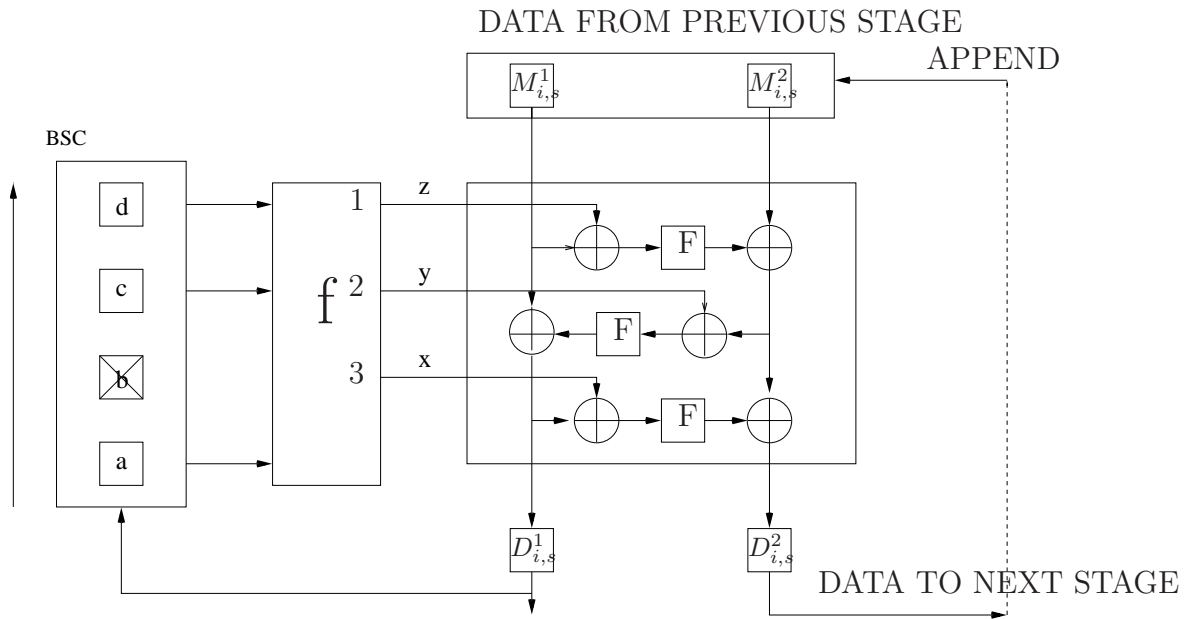 DATA FROM PREVIOUS STAGE
APPEND
$M^1_{i,s}$
$M^2_{i,s}$
BSC
d
c
b
a
f
1
2
3
z
y
x
F
F
F
$D^1_{i,s}$
$D^2_{i,s}$
DATA TO NEXT STAGE